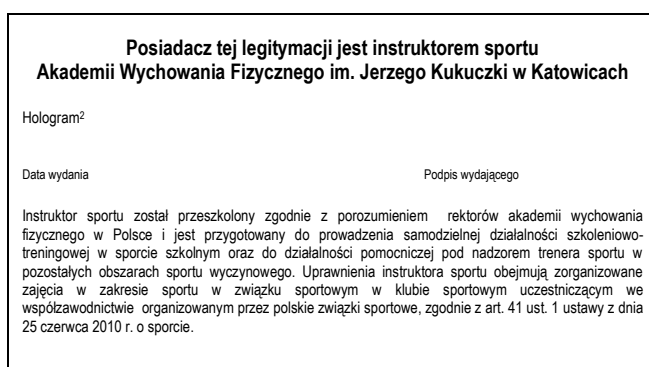 Posiadacz tej legitymacji jest instruktorem sportu
Akademii Wychowania Fizycznego im. Jerzego Kukuczki w Katowicach
Hologram²
Data wydania Podpis wydającego
Instruktor sportu został przeszkolony zgodnie z porozumieniem rektorów akademii wychowania
fizycznego w Polsce i jest przygotowany do prowadzenia samodzielnej działalności szkoleniowo-
treningowej w sporcie szkolnym oraz do działalności pomocniczej pod nadzorem trenera sportu w
pozostałych obszarach sportu wyczynowego. Uprawnienia instruktora sportu obejmują zorganizowane
zajęcia w zakresie sportu w związku sportowym w klubie sportowym uczestniczącym we
współzawodnictwie organizowanym przez polskie związki sportowe, zgodnie z art. 41 ust. 1 ustawy z dnia
25 czerwca 2010 r. o sporcie.